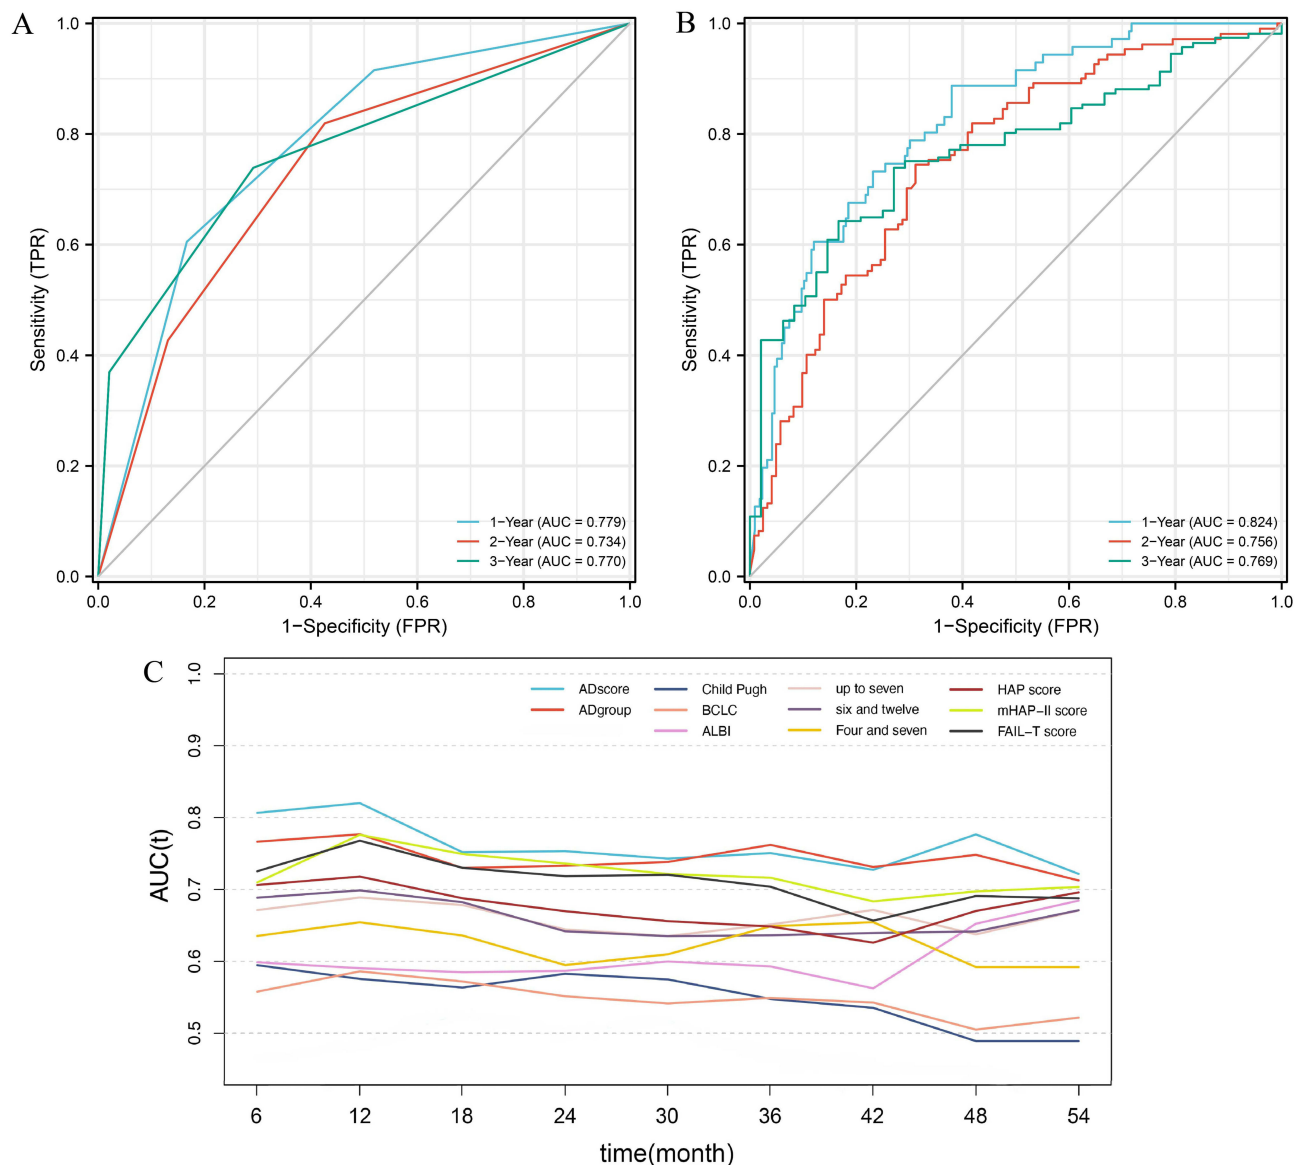 A
1.0
0.8
0.6
0.4
0.2
0.0
Sensitivity (TPR)
1−Year (AUC = 0.779)
2−Year (AUC = 0.734)
3−Year (AUC = 0.770)
0.0 0.2 0.4 0.6 0.8 1.0
1−Specificity (FPR)
B
1.0
0.8
0.6
0.4
0.2
0.0
Sensitivity (TPR)
1−Year (AUC = 0.824)
2−Year (AUC = 0.756)
3−Year (AUC = 0.769)
0.0 0.2 0.4 0.6 0.8 1.0
1−Specificity (FPR)
C
1.0
0.9
0.8
0.7
0.6
0.5
AUC(t)
ADscore Child Pugh up to seven HAP score
ADgroup BCLC six and twelve mHAP−II score
ALBI Four and seven FAIL−T score
6 12 18 24 30 36 42 48 54
time(month)